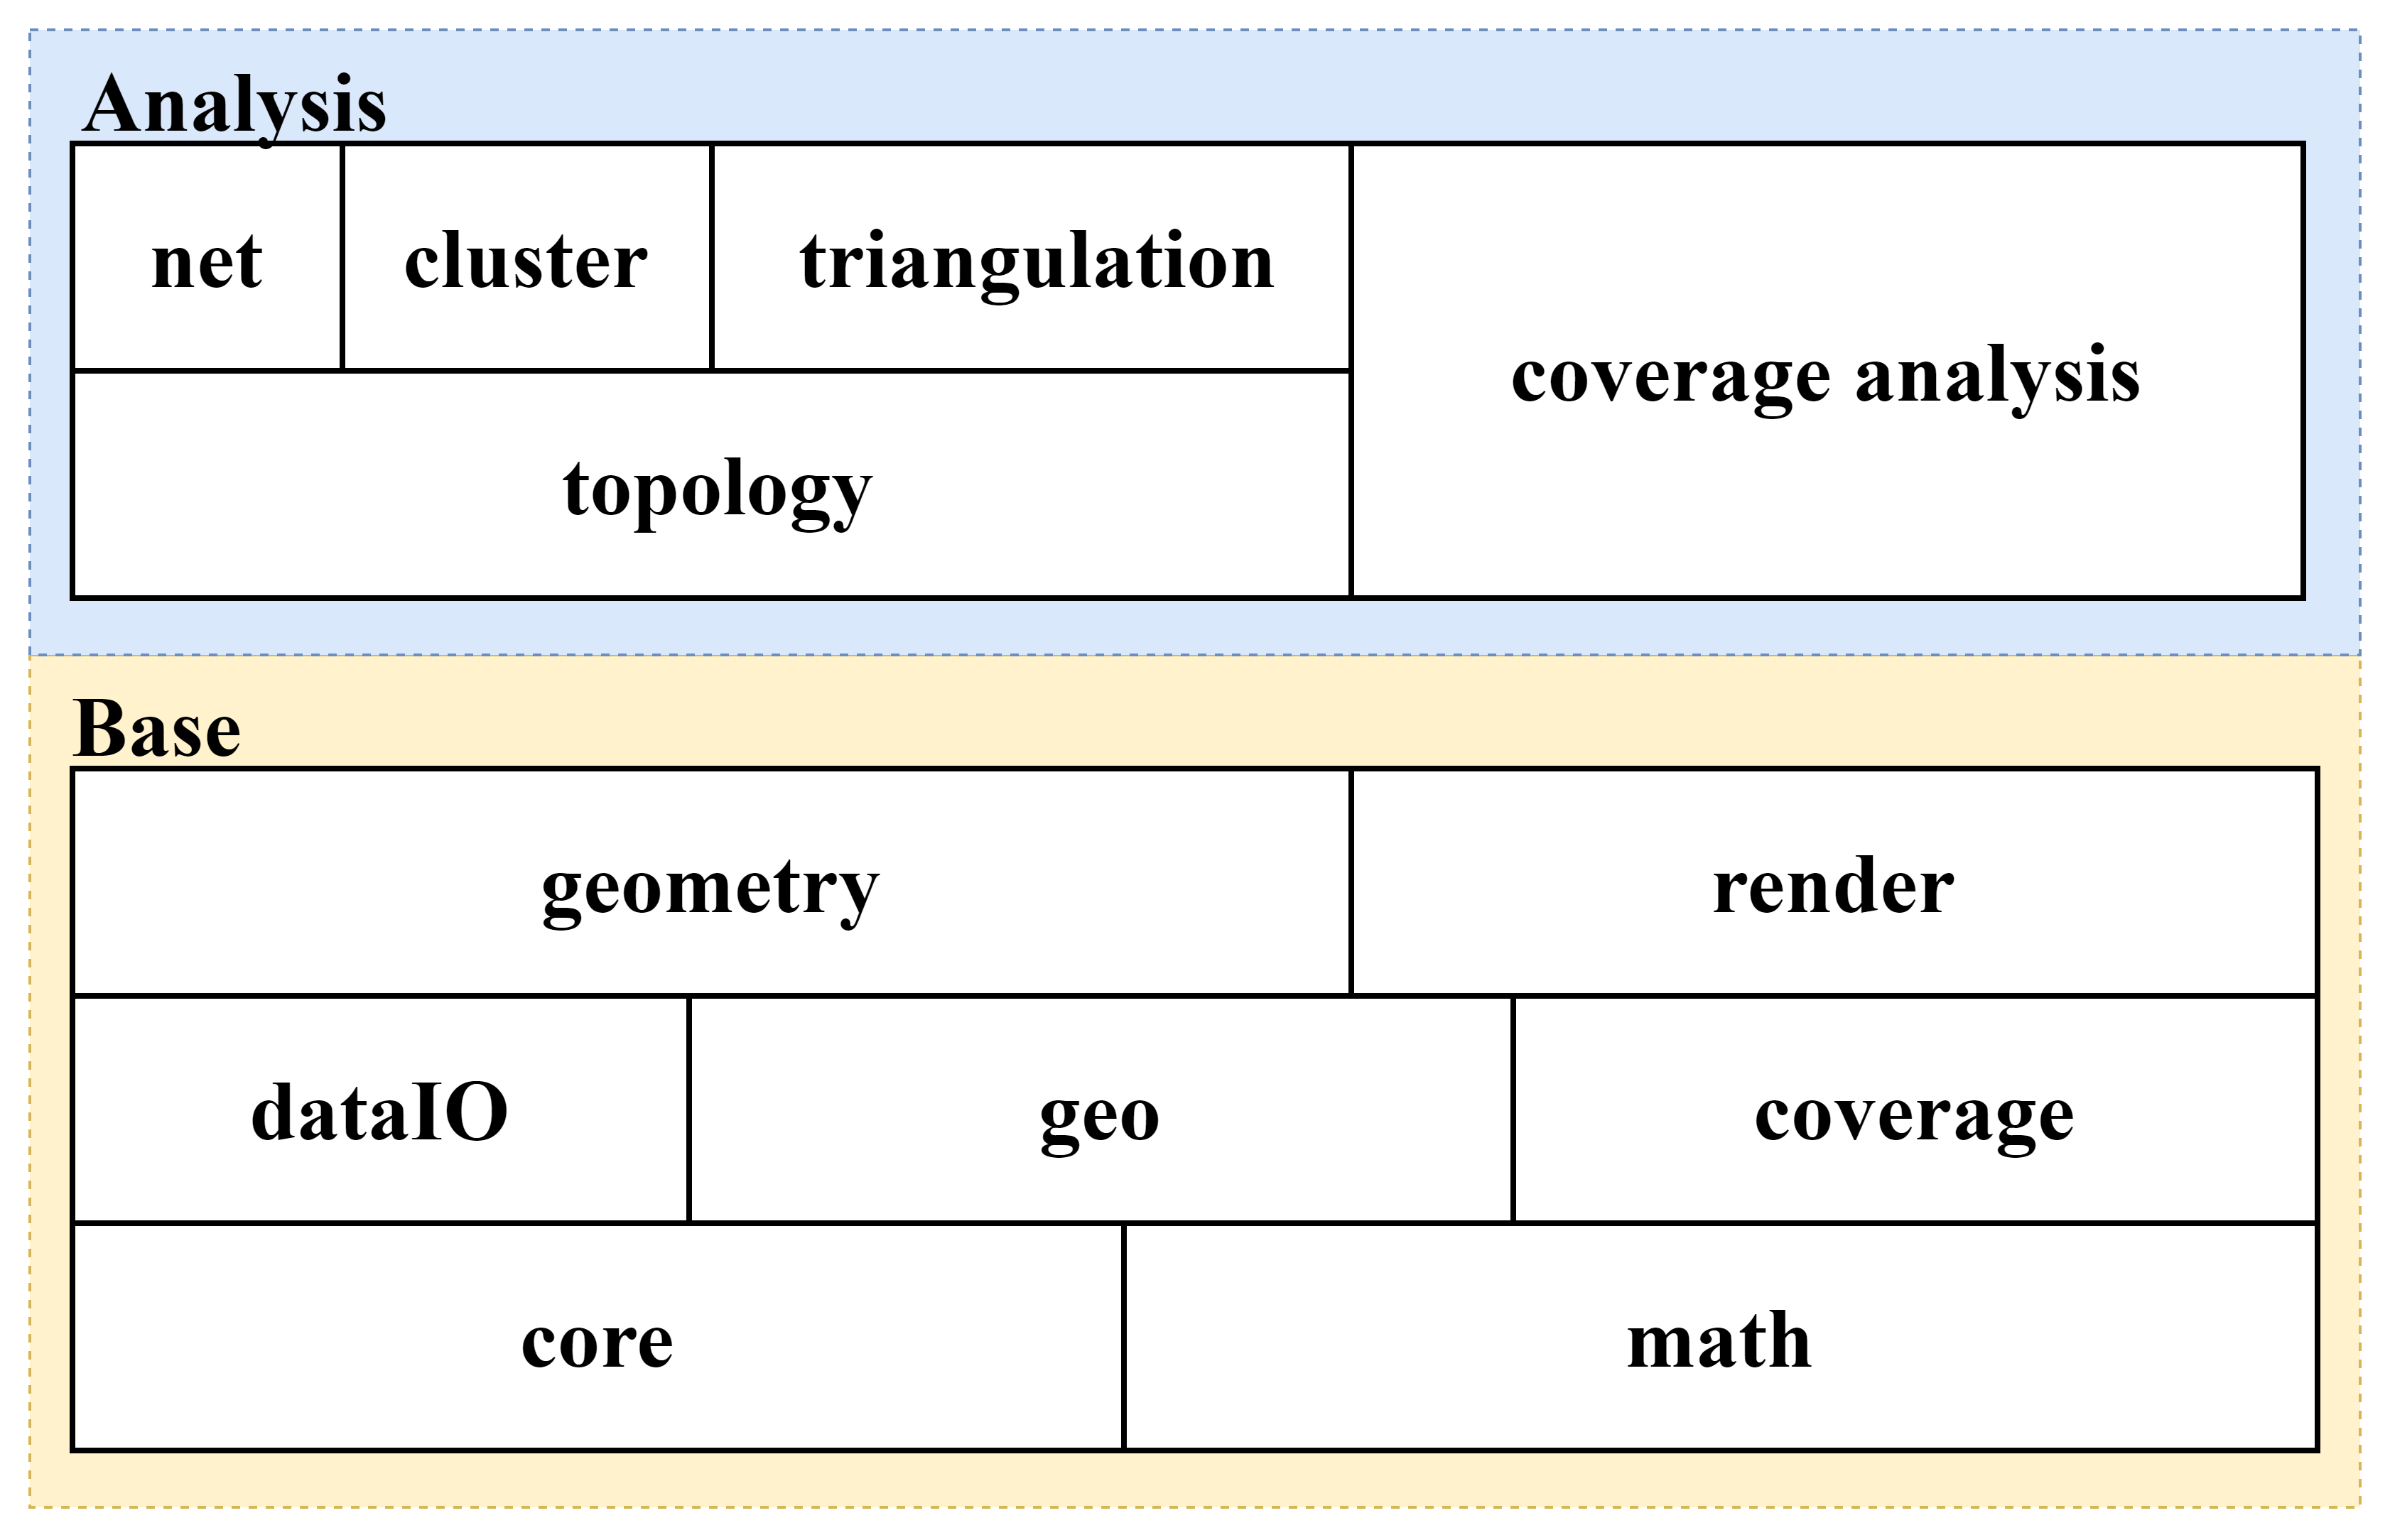 Analysis
net
cluster
triangulation
coverage analysis
topology
Base
geometry
render
dataIO
geo
coverage
core
math